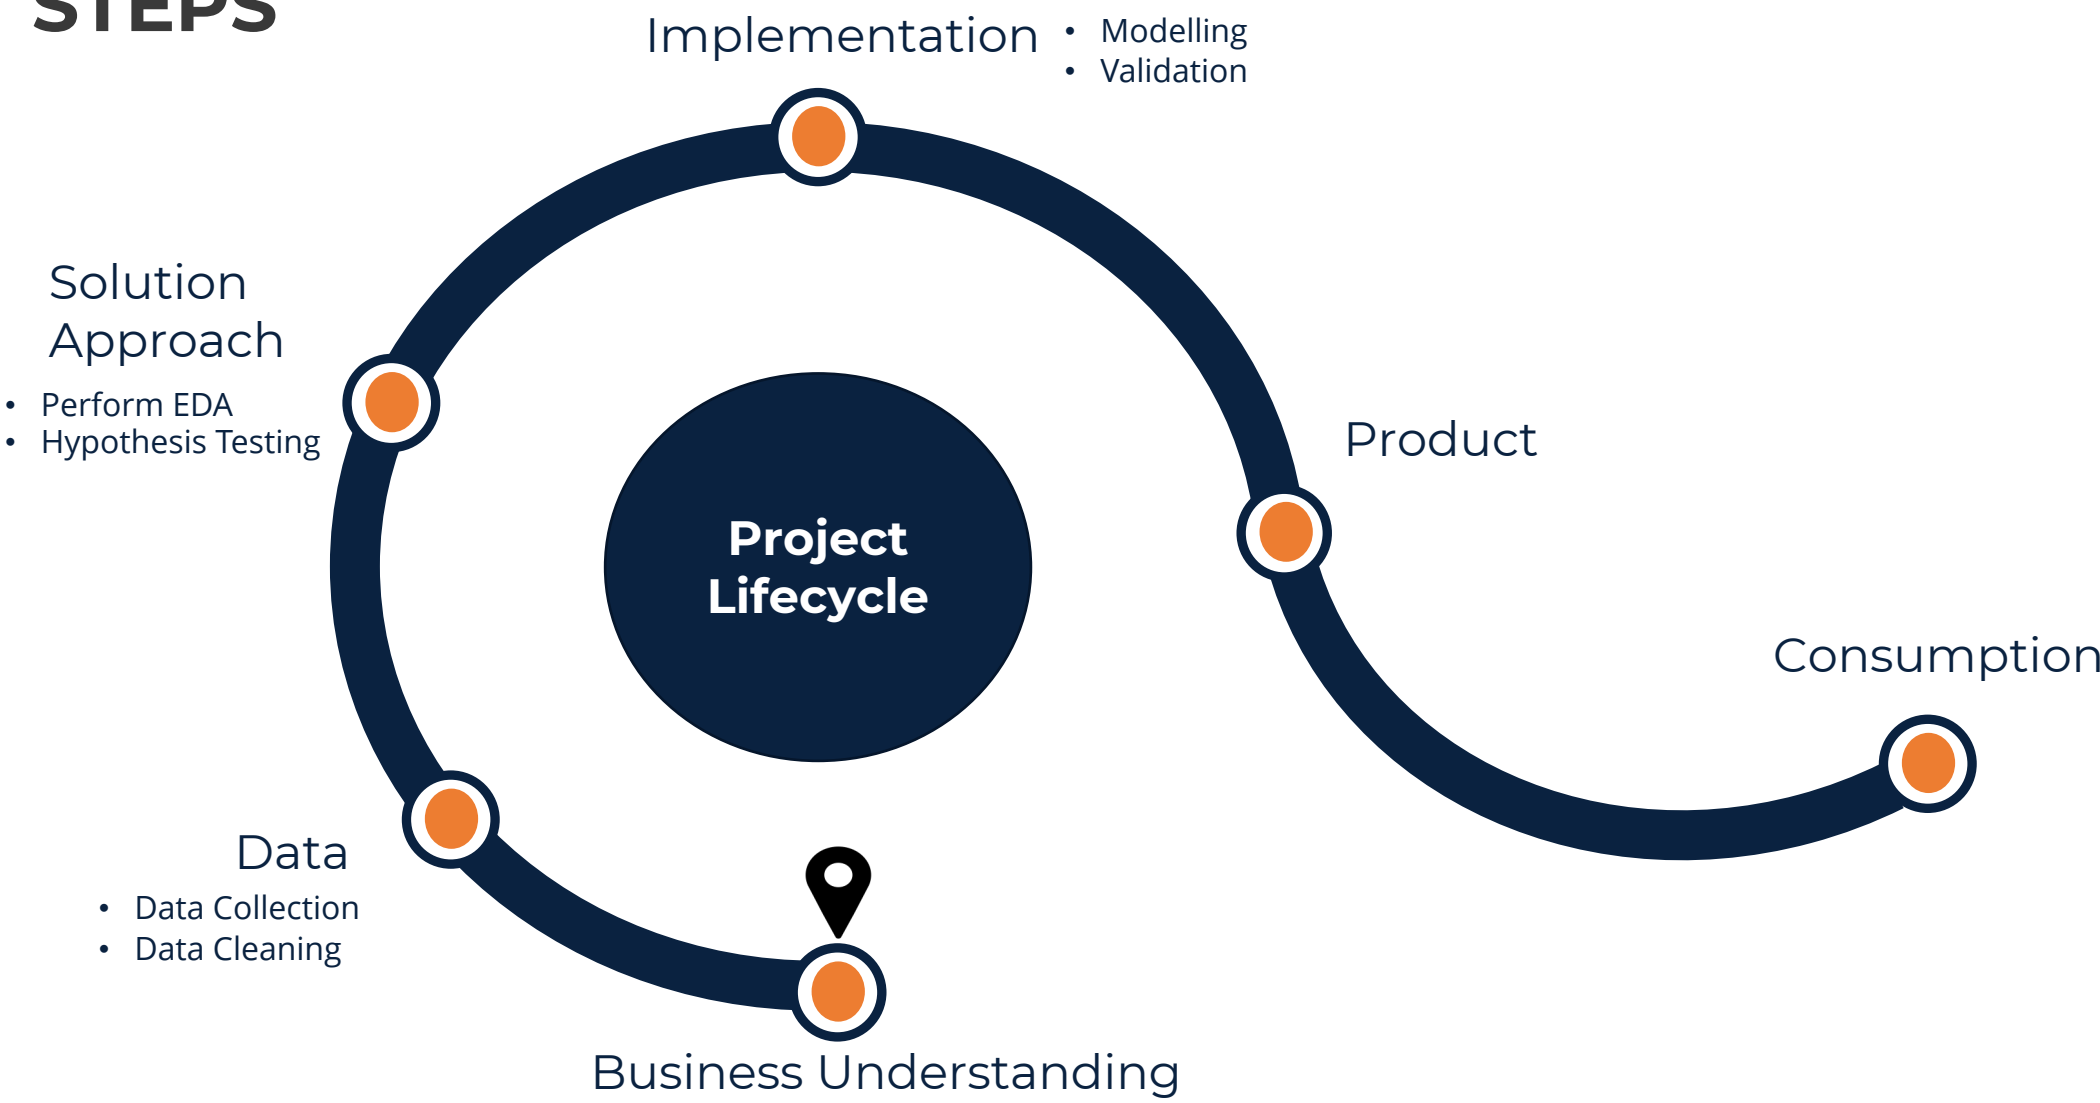 STEPS
Implementation
• Modelling
• Validation
Solution
Approach
• Perform EDA
• Hypothesis Testing
Product
Project
Lifecycle
Consumption
Data
• Data Collection
• Data Cleaning
Business Understanding